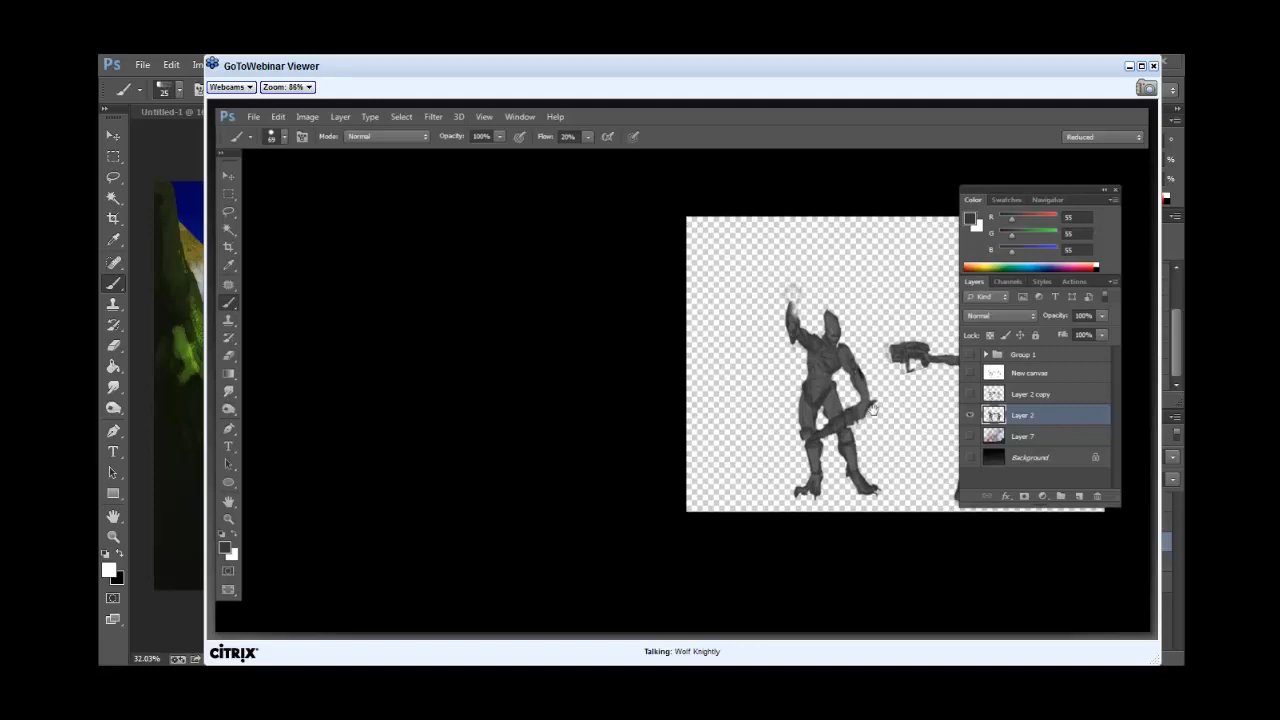 Ps File Edit Im
GoToWebinar Viewer
Webcams Zoom: 86%
25
Untitled-1 @ 1
Ps File Edit Image Layer Type Select Filter 3D View Window Help
69 Mode: Normal Opacity: 100% Flow: 20% Reduced
Color Swatches Navigator
R 55
G 55
B 55
Layers Channels Styles Actions
Kind
Normal Opacity: 100%
Lock: Fill: 100%
Group 1
New canvas
Layer 2 copy
Layer 2
Layer 7
Background
fx
%
%
32.03%
CITRIX
Talking: Wolf Knightly